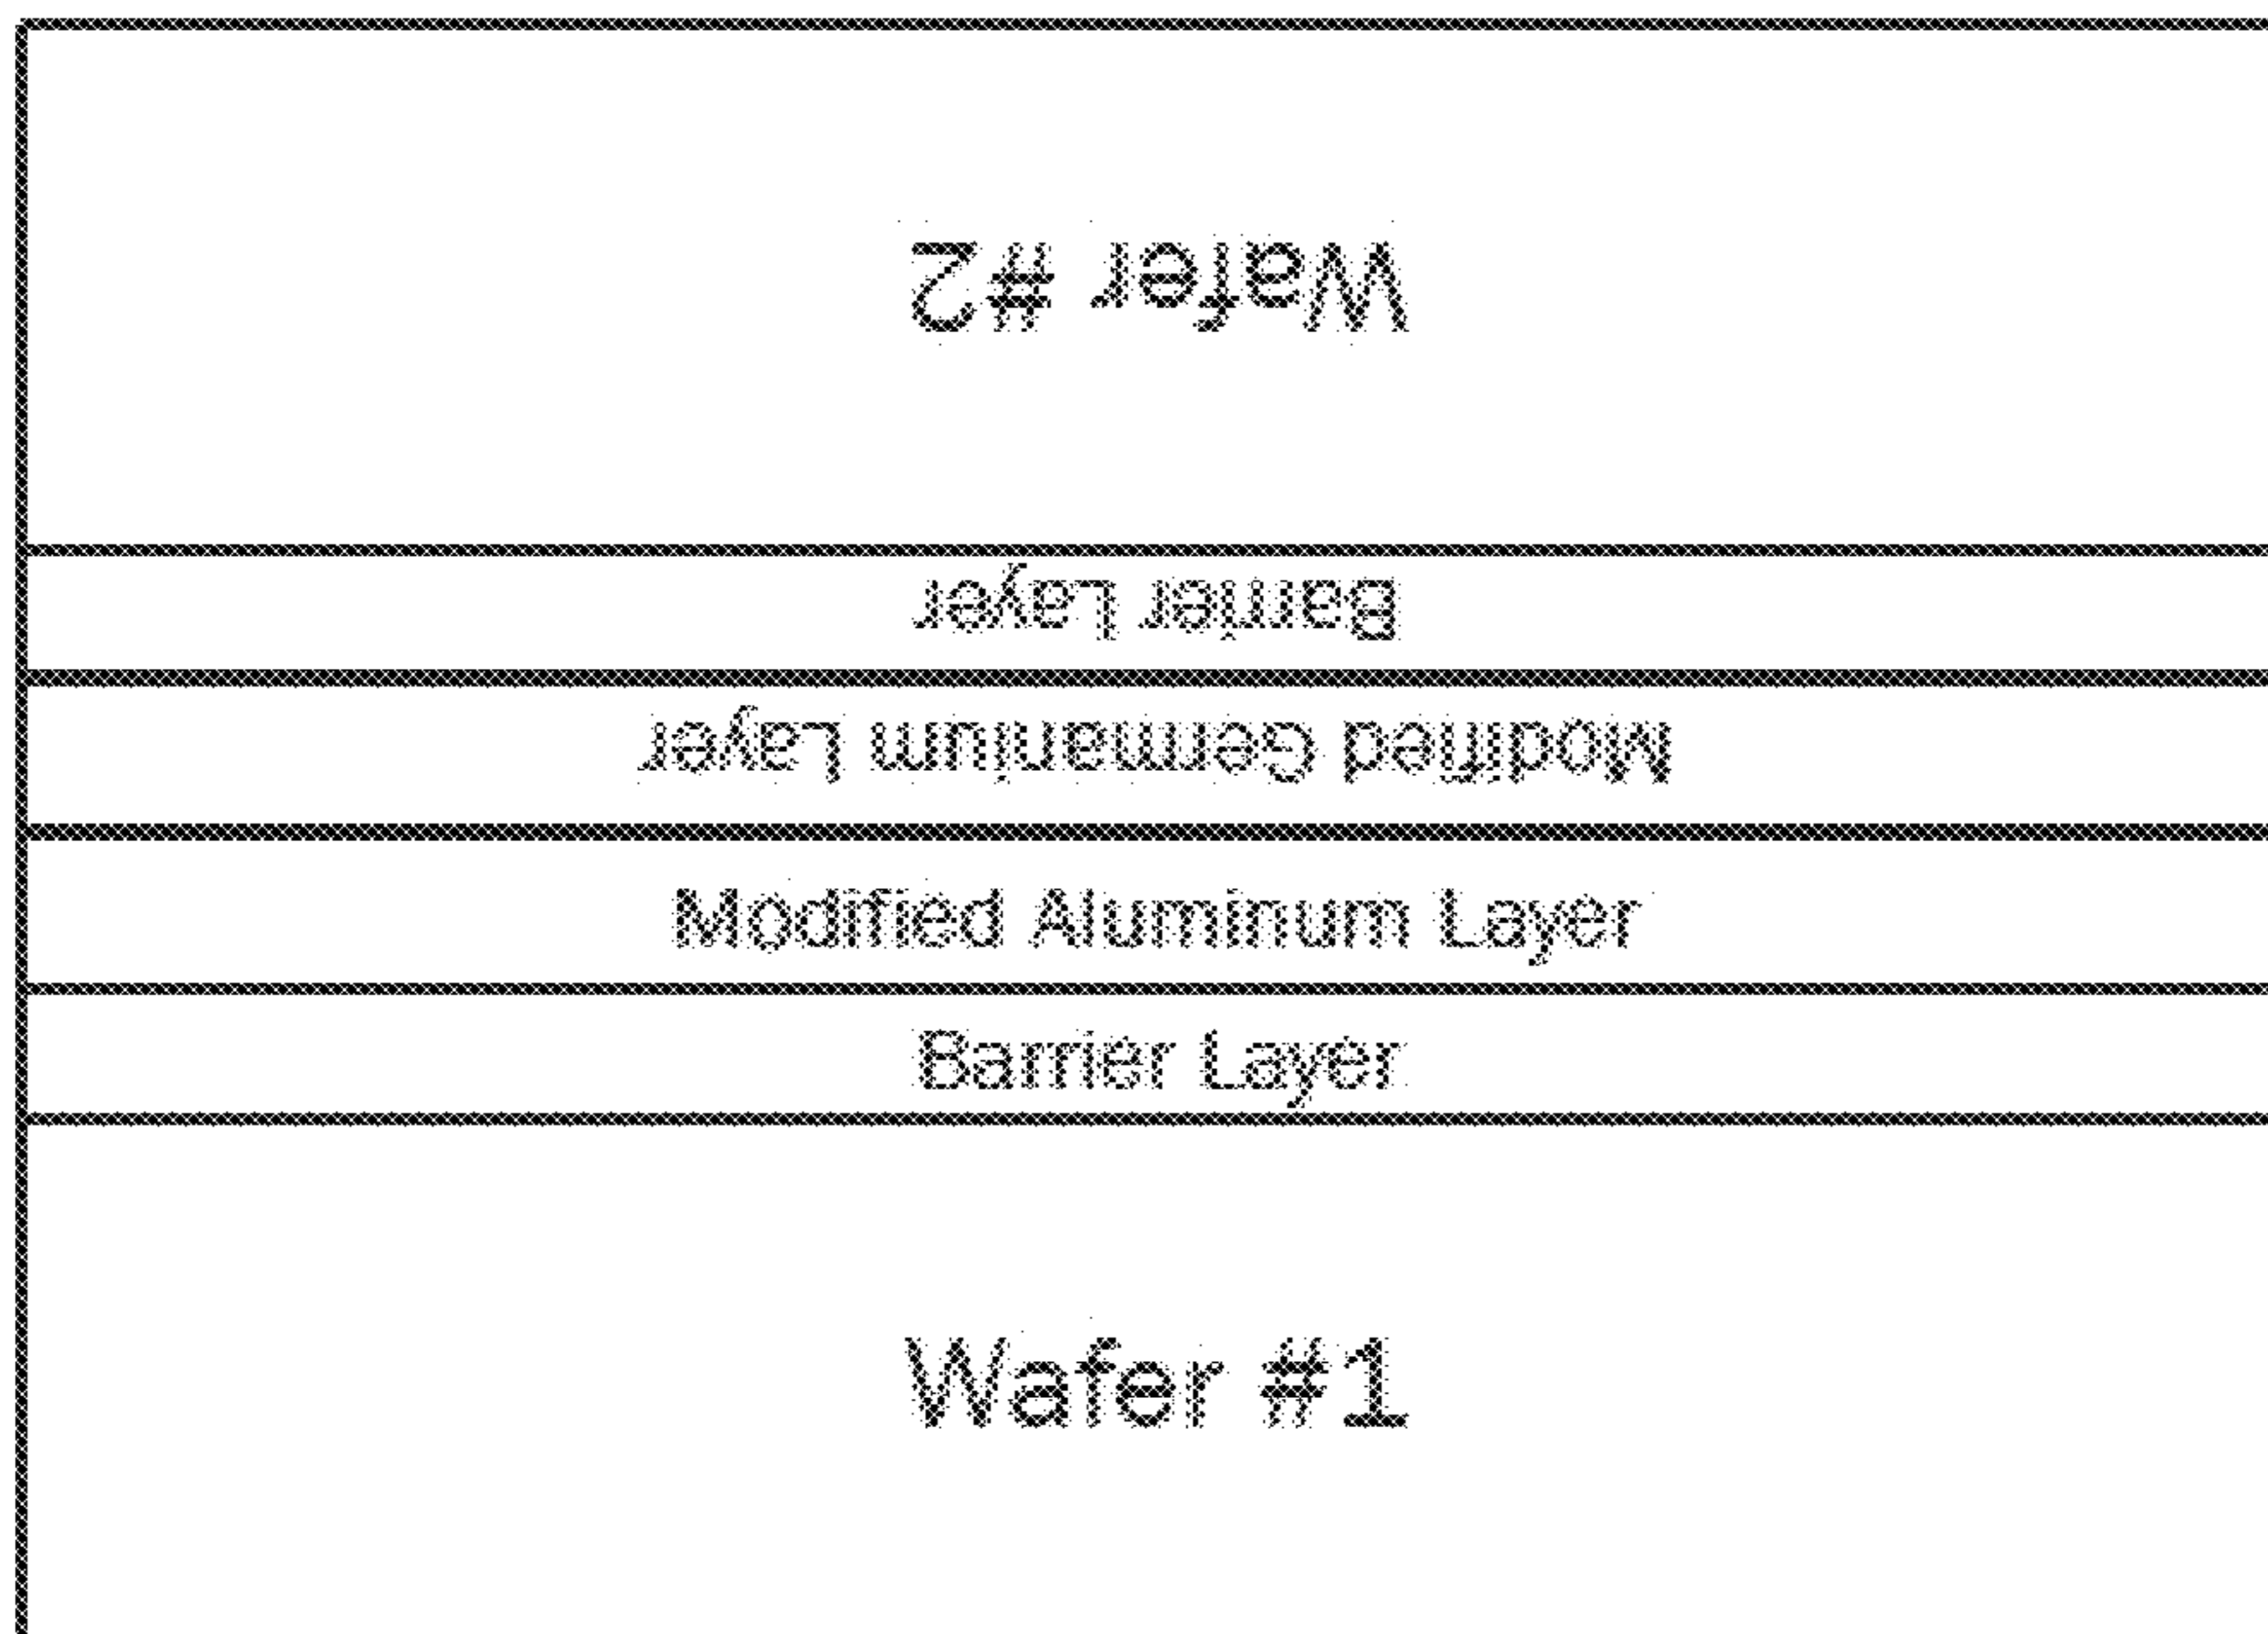 Wafer #2
Barrier Layer
Modified Germanium Layer
Modified Aluminum Layer
Barrier Layer
Wafer #1